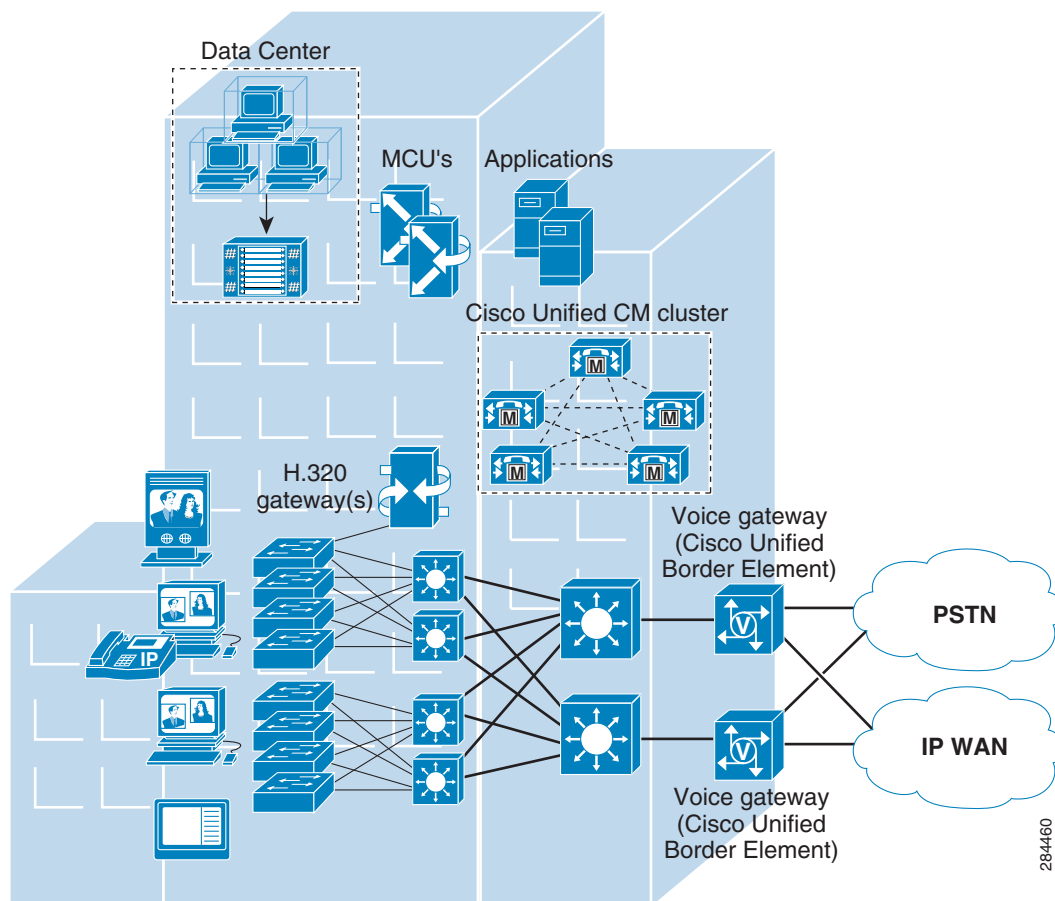 Data Center
MCU's
Applications
Cisco Unified CM cluster
M
M
M
M
M
H.320
gateway(s)
Voice gateway
(Cisco Unified
Border Element)
PSTN
V
IP
IP WAN
V
Voice gateway
(Cisco Unified
Border Element)
284460